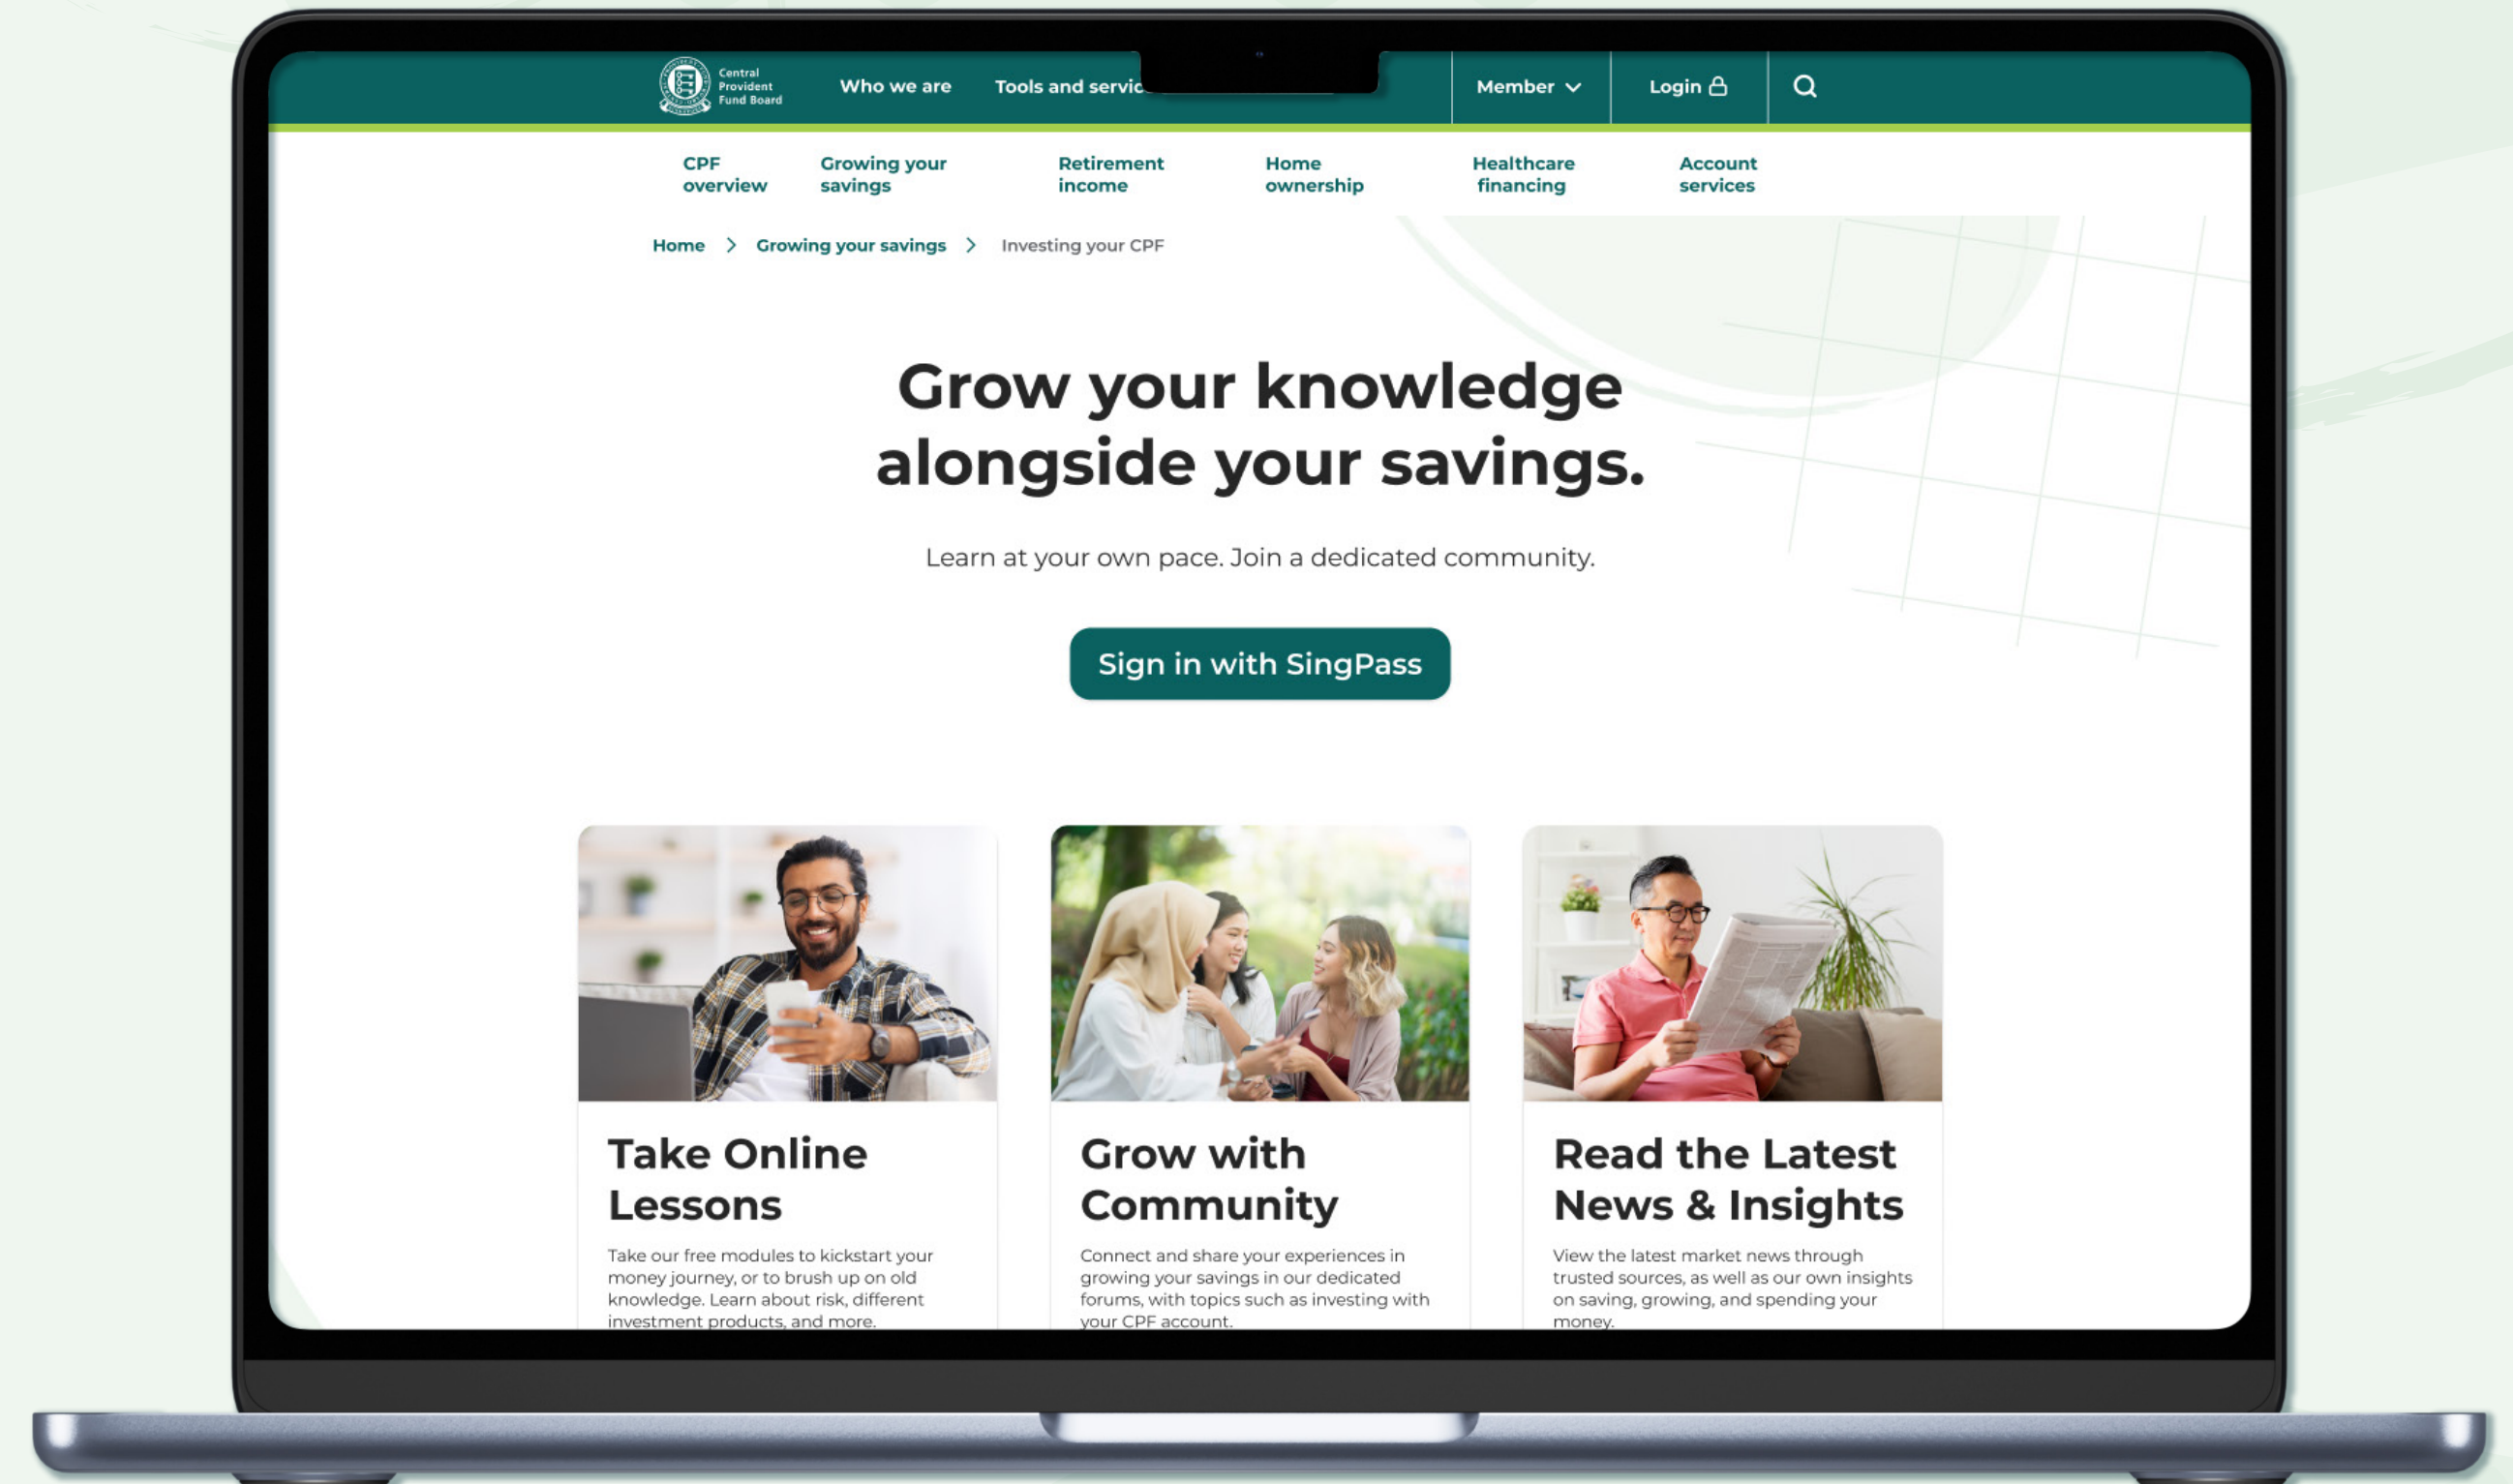 Central
Provident
Fund Board
Who we are
Tools and
Member
Login
CPF
overview
Growing your
savings
Retirement
income
Home
ownership
Healthcare
financing
Account
services
Home > Growing your savings > Investing your CPF
Grow your knowledge
alongside your savings.
Learn at your own pace. Join a dedicated community.
Sign in with SingPass
Take Online
Lessons
Take our free modules to kickstart your
money journey, or to brush up on old
knowledge. Learn about risk, different
investment products, and more.
Grow with
Community
Connect and share your experiences in
growing your savings in our dedicated
forums, with topics such as investing with
your CPF account.
Read the Latest
News & Insights
View the latest market news through
trusted sources, as well as our own insights
on saving, growing, and spending your
money.